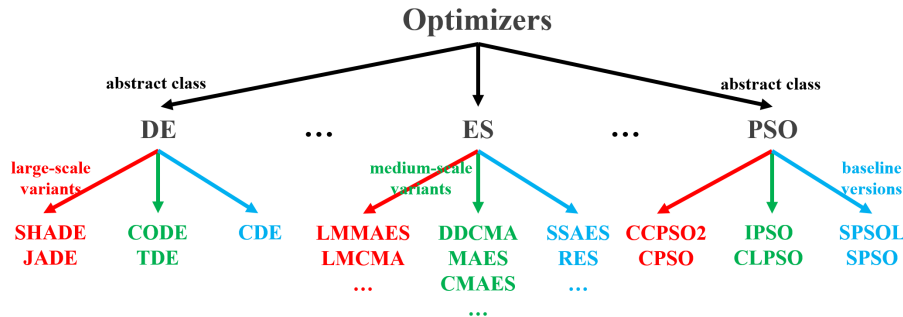 Optimizers
abstract class
abstract class
DE
...
ES
...
PSO
large-scale
variants
medium-scale
variants
baseline
versions
SHADE
JADE
CODE
TDE
CDE
LMMAES
LMCMA
...
DDCMA
MAES
CMAES
...
SSAES
RES
...
CCPSO2
CPSO
IPSO
CLPSO
SPSOL
SPSO